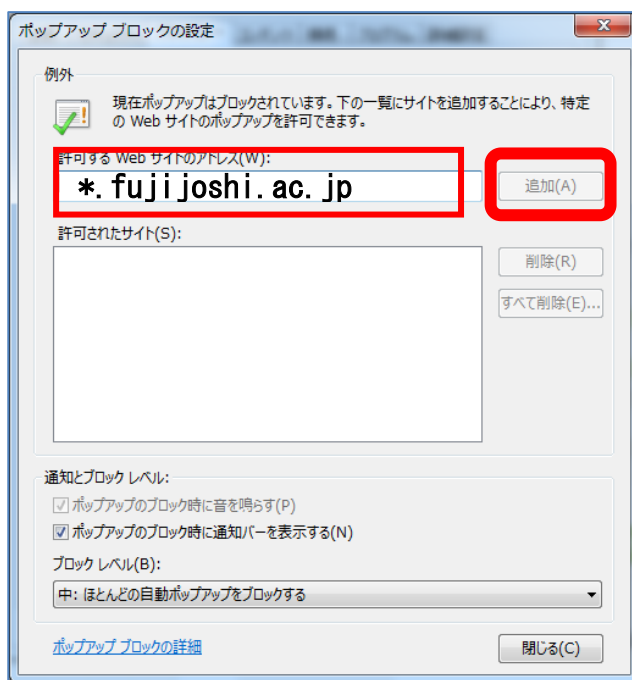 ポップアップ ブロックの設定
例外
現在ポップアップはブロックされています。下の一覧にサイトを追加することにより、特定
の Web サイトのポップアップを許可できます。
許可する Web サイトのアドレス(W):
*.fujijoshi.ac.jp
追加(A)
許可されたサイト(S):
削除(R)
すべて削除(E)...
通知とブロック レベル:
ポップアップのブロック時に音を鳴らす(P)
ポップアップのブロック時に通知バーを表示する(N)
ブロック レベル(B):
中: ほとんどの自動ポップアップをブロックする
ポップアップ ブロックの詳細
閉じる(C)